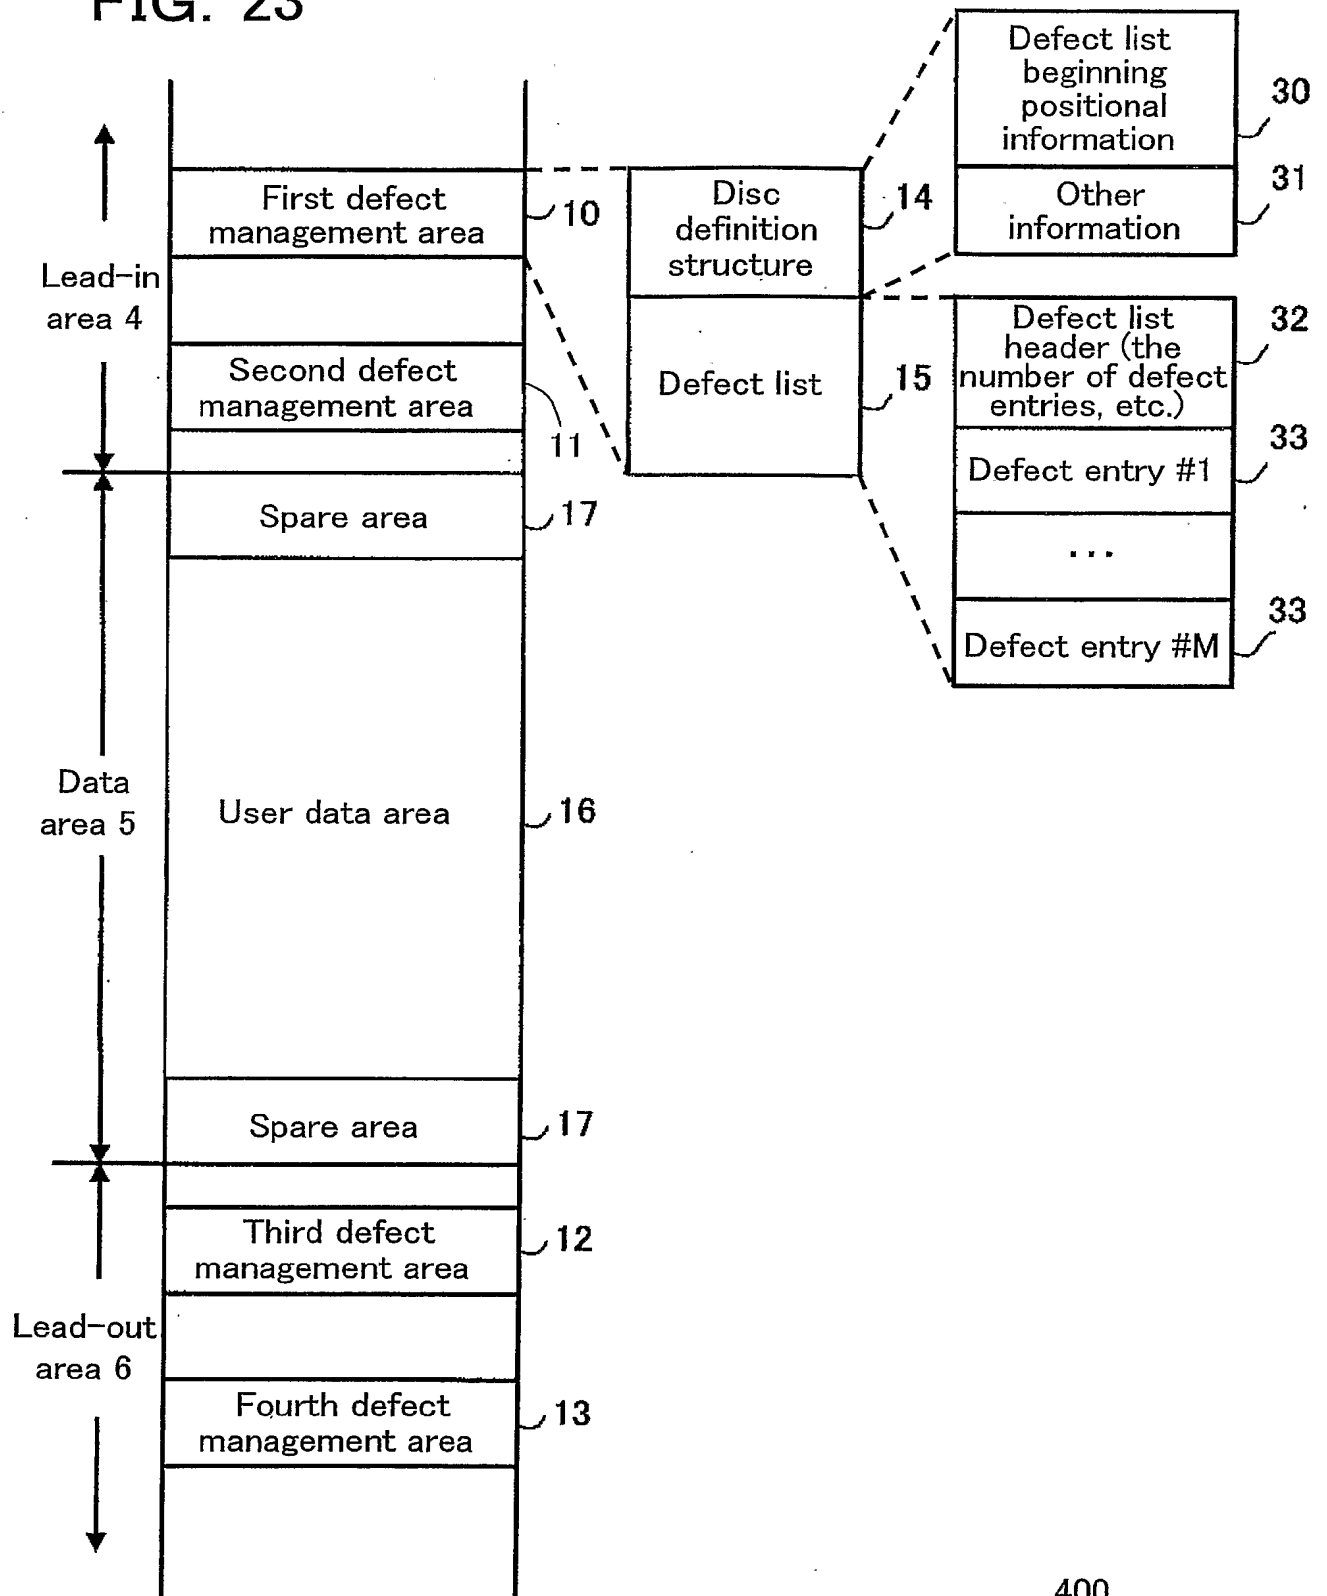 FIG. 23
Lead-in
area 4
Data
area 5
Lead-out
area 6
First defect
management area
10
Second defect
management area
11
Spare area
17
User data area
16
Spare area
17
Third defect
management area
12
Fourth defect
management area
13
Disc
definition
structure
14
Defect list
15
Defect list
beginning
positional
information
30
Other
information
31
Defect list
header (the
number of defect
entries, etc.)
32
Defect entry #1
33
...
Defect entry #M
33
400